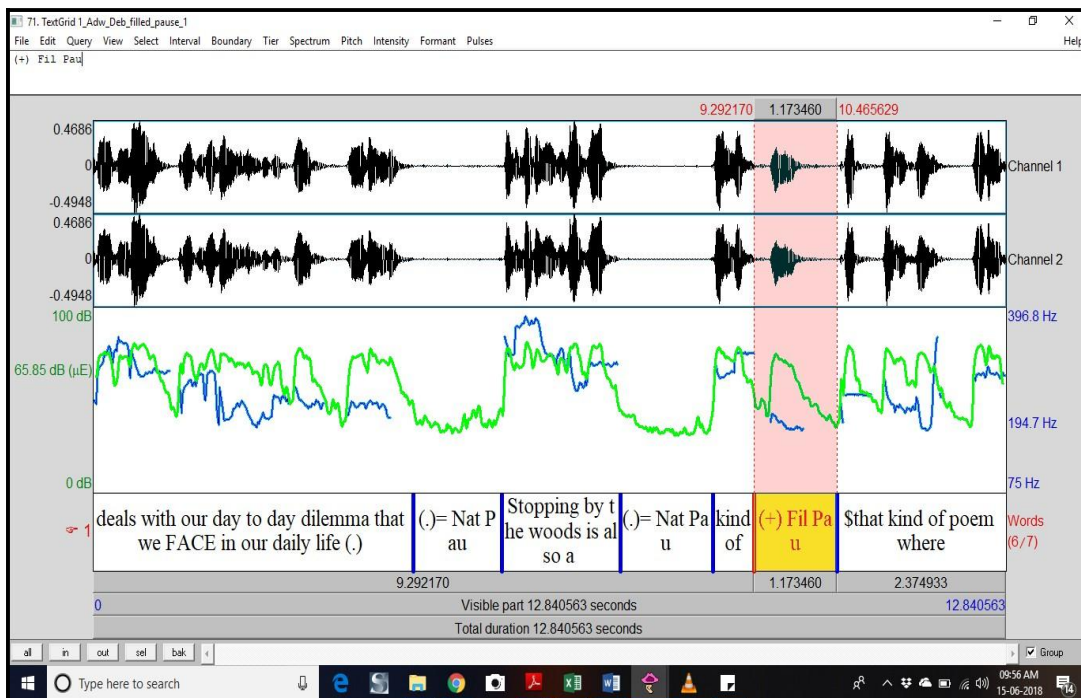 71. TextGrid 1_Adw_Deb_filled_pause_1
File Edit Query View Select Interval Boundary Tier Spectrum Pitch Intensity Formant Pulses Help
(+) Fil Pau
9.292170 1.173460 10.465629
0.4686
0 Channel 1
-0.4948
0.4686
0 Channel 2
-0.4948
100 dB 396.8 Hz
65.85 dB (µE)
194.7 Hz
0 dB 75 Hz
deals with our day to day dilemma that
we FACE in our daily life (.)
(.)= Nat P
au
Stopping by t
he woods is al
so a
(.)= Nat Pa
u
kind
of
(+) Fil Pa
u
$that kind of poem
where
1
Words
(6/7)
9.292170 1.173460 2.374933
0 Visible part 12.840563 seconds 12.840563
Total duration 12.840563 seconds
all in out sel bak Group
Type here to search
09:56 AM
15-06-2018
14